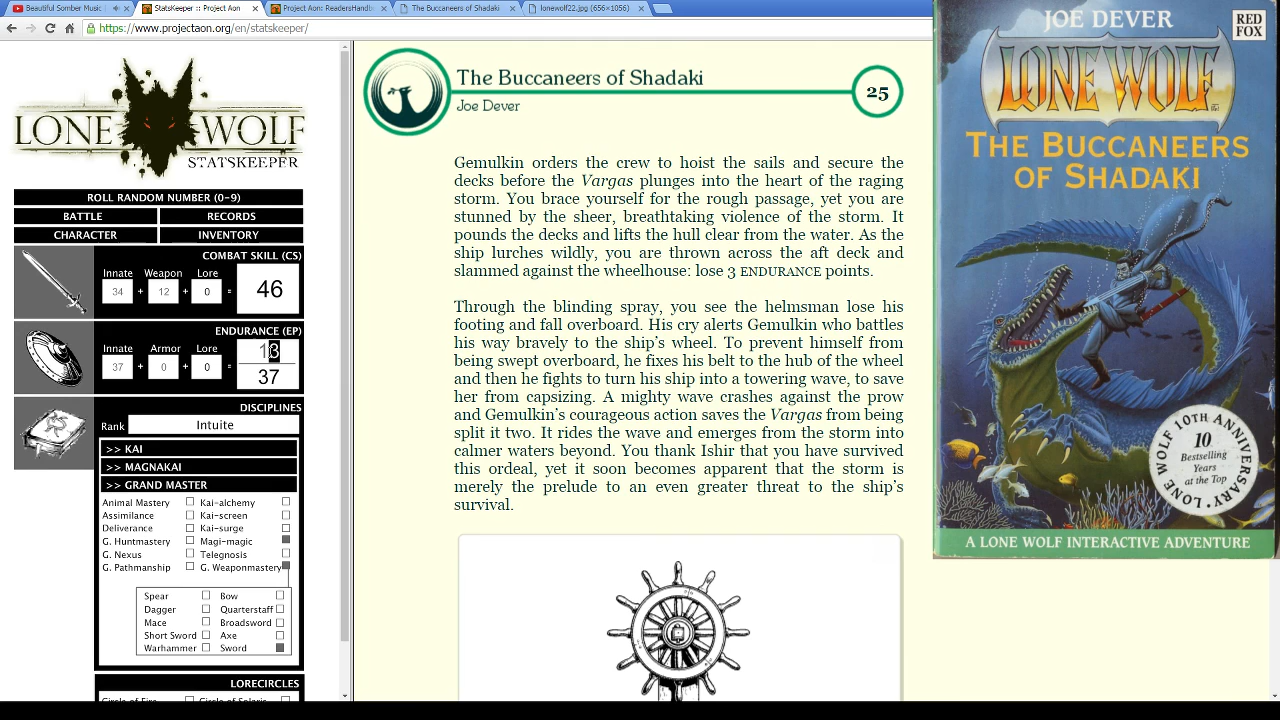 Beautiful Somber Music
StatsKeeper :: Project Aon
Project Aon: ReadersHandb
The Buccaneers of Shadaki
lonewolf22.jpg (656×1056)
https://www.projectaon.org/en/statskeeper/
LONE WOLF
STATSKEEPER
ROLL RANDOM NUMBER (0-9)
BATTLE RECORDS
CHARACTER INVENTORY
COMBAT SKILL (CS)
Innate Weapon Lore
34 + 12 + 0 = 46
ENDURANCE (EP)
13
Innate Armor Lore
37 + 0 + 0 = 37
DISCIPLINES
Rank Intuite
>> KAI
>> MAGNAKAI
>> GRAND MASTER
Animal Mastery Kai-alchemy
Assimilance Kai-screen
Deliverance Kai-surge
G. Huntmastery Magi-magic
G. Nexus Telegnosis
G. Pathmanship G. Weaponmastery
Spear Bow
Dagger Quarterstaff
Mace Broadsword
Short Sword Axe
Warhammer Sword
LORECIRCLES
Circle of Fire Circle of Solaris
The Buccaneers of Shadaki
Joe Dever
25
Gemulkin orders the crew to hoist the sails and secure the
decks before the Vargas plunges into the heart of the raging
storm. You brace yourself for the rough passage, yet you are
stunned by the sheer, breathtaking violence of the storm. It
pounds the decks and lifts the hull clear from the water. As the
ship lurches wildly, you are thrown across the aft deck and
slammed against the wheelhouse: lose 3 ENDURANCE points.
Through the blinding spray, you see the helmsman lose his
footing and fall overboard. His cry alerts Gemulkin who battles
his way bravely to the ship's wheel. To prevent himself from
being swept overboard, he fixes his belt to the hub of the wheel
and then he fights to turn his ship into a towering wave, to save
her from capsizing. A mighty wave crashes against the prow
and Gemulkin's courageous action saves the Vargas from being
split it two. It rides the wave and emerges from the storm into
calmer waters beyond. You thank Ishir that you have survived
this ordeal, yet it soon becomes apparent that the storm is
merely the prelude to an even greater threat to the ship's
survival.
JOE DEVER
RED
FOX
LONE WOLF
THE BUCCANEERS
OF SHADAKI
LONE WOLF 10TH ANNIVERSARY
10
Bestselling
Years
at the Top
A LONE WOLF INTERACTIVE ADVENTURE